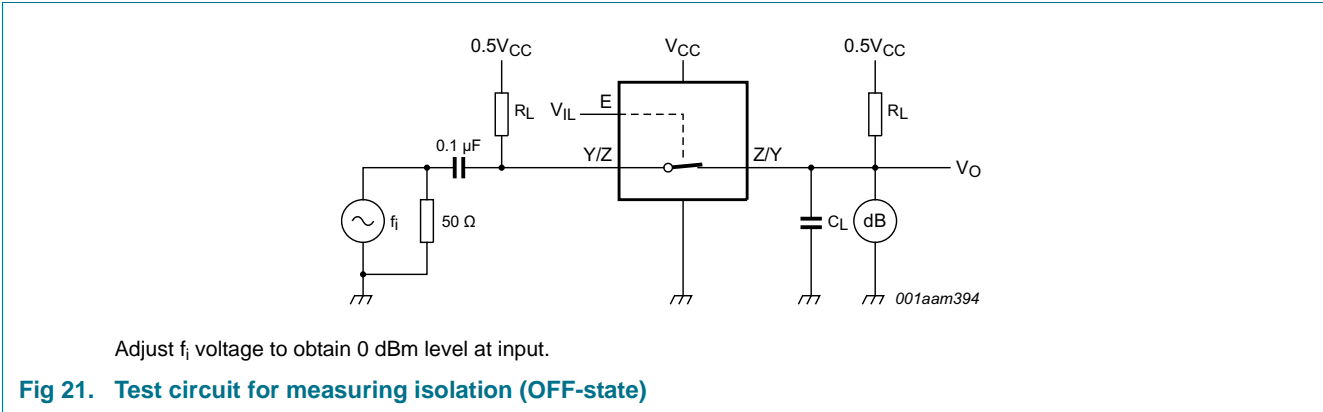 0.5VCC
VCC
0.5VCC
RL
VIL
E
RL
0.1 µF
Y/Z
Z/Y
VO
fi
50 Ω
CL
dB
001aam394
Adjust fi voltage to obtain 0 dBm level at input.
Fig 21. Test circuit for measuring isolation (OFF-state)